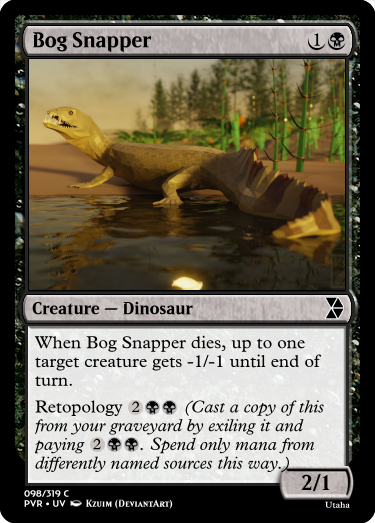 Bog Snapper 1
Creature — Dinosaur
When Bog Snapper dies, up to one
target creature gets -1/-1 until end of
turn.
Retopology 2 (Cast a copy of this
from your graveyard by exiling it and
paying 2. Spend only mana from
differently named sources this way.)
2/1
098/319 C
PVR • UV Kzuim (DeviantArt)
Utaha